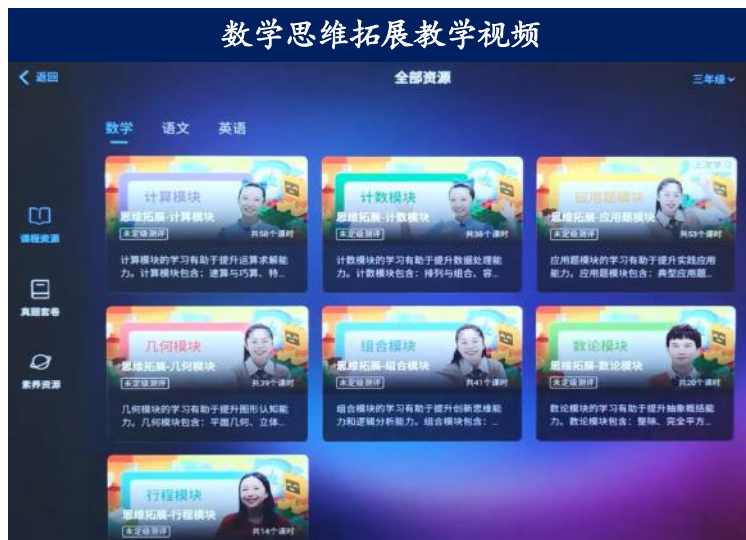 数学思维拓展教学视频
返回
全部资源
三年级
数学
语文
英语
课程资源
真题套卷
素养资源
计算模块
思维拓展-计算模块
未定级测评
共58个课时
计算模块的学习有助于提升运算求解能
力。计算模块包含：速算与巧算、特...
计数模块
思维拓展-计数模块
未定级测评
共38个课时
计数模块的学习有助于提升数据处理能
力。计数模块包含：排列与组合、容...
上次学习
应用题模块
思维拓展-应用题模块
未定级测评
共53个课时
应用题模块的学习有助于提升实践应用
能力。应用题模块包含：典型应用题...
几何模块
思维拓展-几何模块
未定级测评
共39个课时
几何模块的学习有助于提升图形认知能
力。几何模块包含：平面几何、立体...
组合模块
思维拓展-组合模块
未定级测评
共41个课时
组合模块的学习有助于提升创新思维能
力和逻辑分析能力。组合模块包含：...
数论模块
思维拓展-数论模块
未定级测评
共20个课时
数论模块的学习有助于提升抽象概括能
力。数论模块包含：整除、完全平方...
行程模块
思维拓展-行程模块
未定级测评
共14个课时